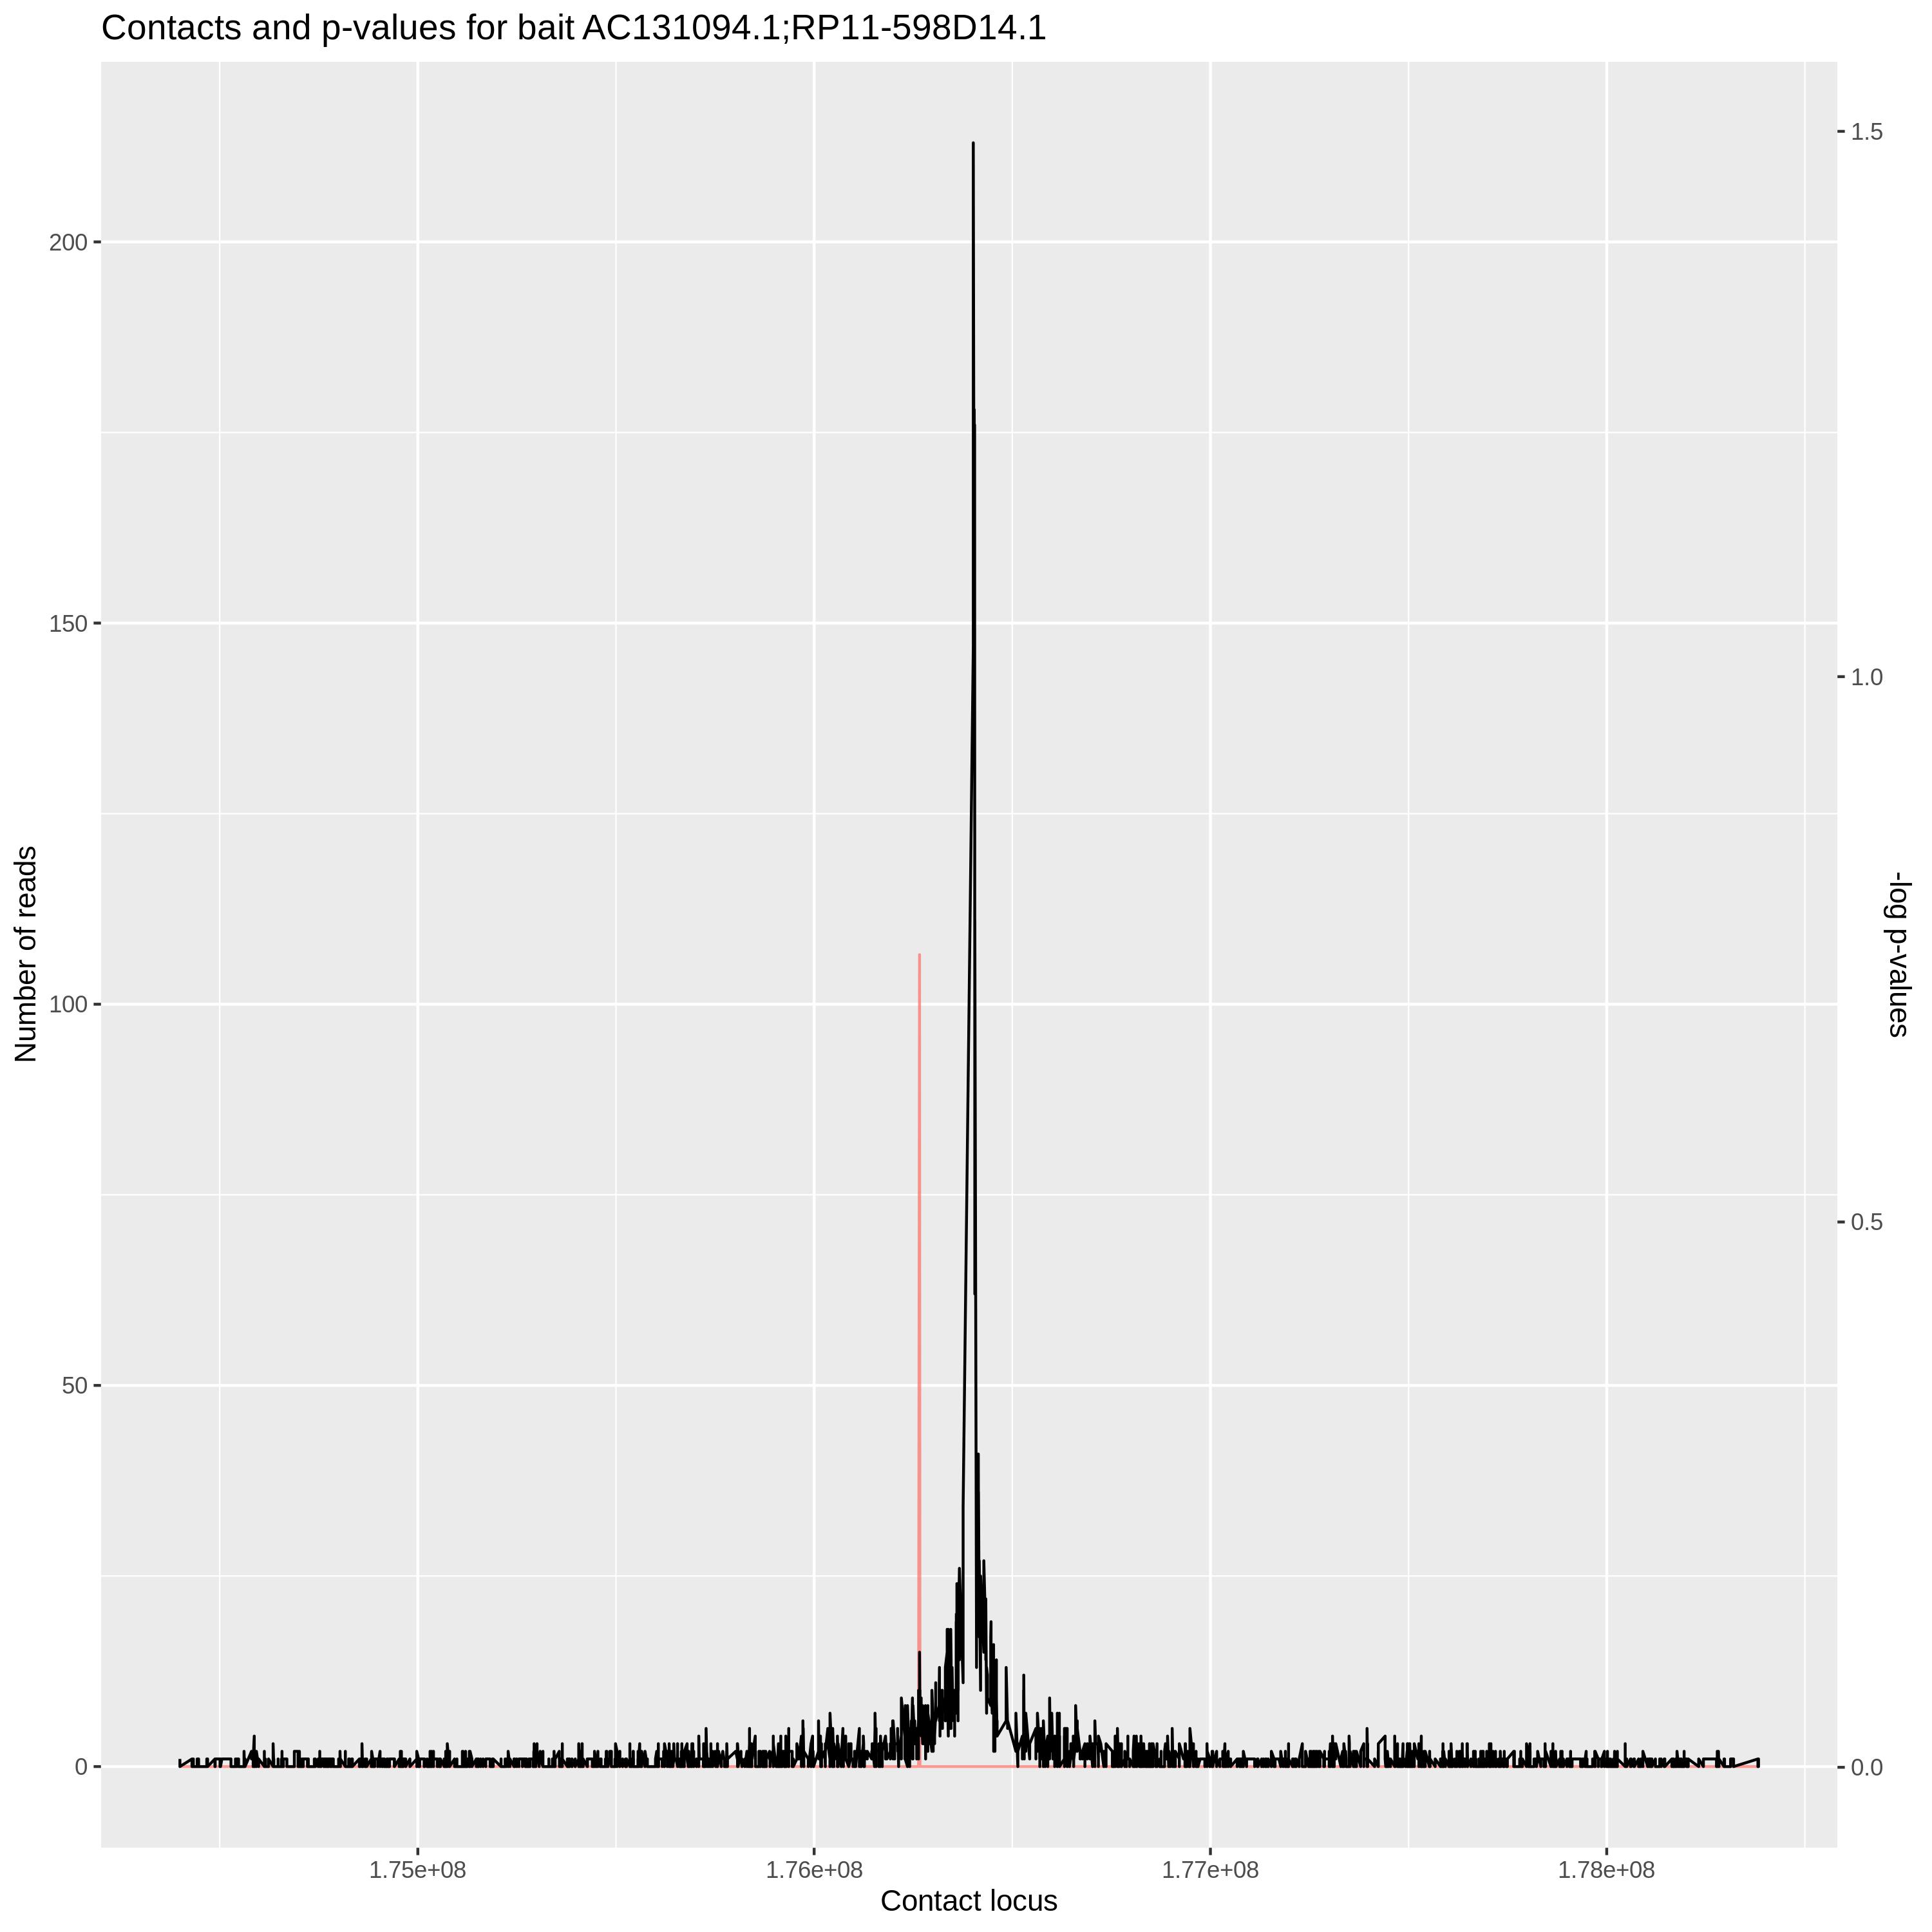 Contacts and p-values for bait AC131094.1;RP11-598D14.1
Number of reads
200
150
100
50
0
1.5
1.0
0.5
0.0
-log p-values
1.75e+08
1.76e+08
1.77e+08
1.78e+08
Contact locus